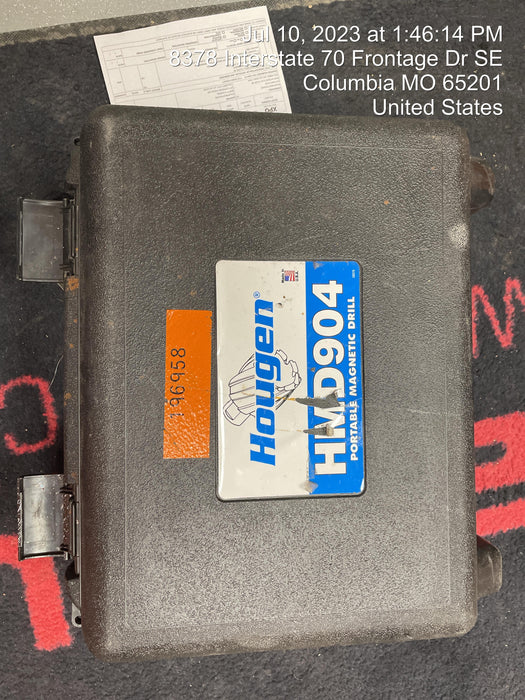 Jul 10, 2023 at 1:46:14 PM
8378 Interstate 70 Frontage Dr SE
Columbia MO 65201
United States
XPO
196958
Hougen®
HMD904
PORTABLE MAGNETIC DRILL